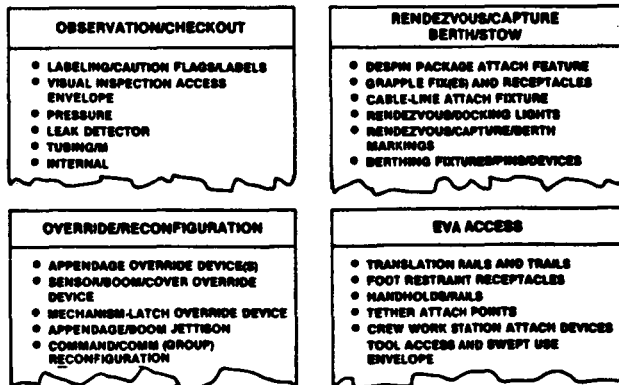 OBSERVATION/CHECKOUT
● LABELING/CAUTION FLAGS/LABELS
● VISUAL INSPECTION ACCESS
ENVELOPE
● PRESSURE
● LEAK DETECTOR
● TUBING/M
● INTERNAL
RENDEZVOUS/CAPTURE
BERTH/STOW
● DESPIN PACKAGE ATTACH FEATURE
● GRAPPLE FIX(ES) AND RECEPTACLES
● CABLE-LINE ATTACH FIXTURE
● RENDEZVOUS/DOCKING LIGHTS
● RENDEZVOUS/CAPTURE/BERTH
MARKINGS
● BERTHING FIXTURES/PINS/DEVICES
OVERRIDE/RECONFIGURATION
● APPENDAGE OVERRIDE DEVICE(S)
● SENSOR/BOOM/COVER OVERRIDE
DEVICE
● MECHANISM-LATCH OVERRIDE DEVICE
● APPENDAGE/BOOM JETTISON
● COMMAND/COMM (GROUP)
RECONFIGURATION
EVA ACCESS
● TRANSLATION RAILS AND TRAILS
● FOOT RESTRAINT RECEPTACLES
● HANDHOLDS/RAILS
● TETHER ATTACH POINTS
● CREW WORK STATION ATTACH DEVICES
TOOL ACCESS AND SWEPT USE
ENVELOPE